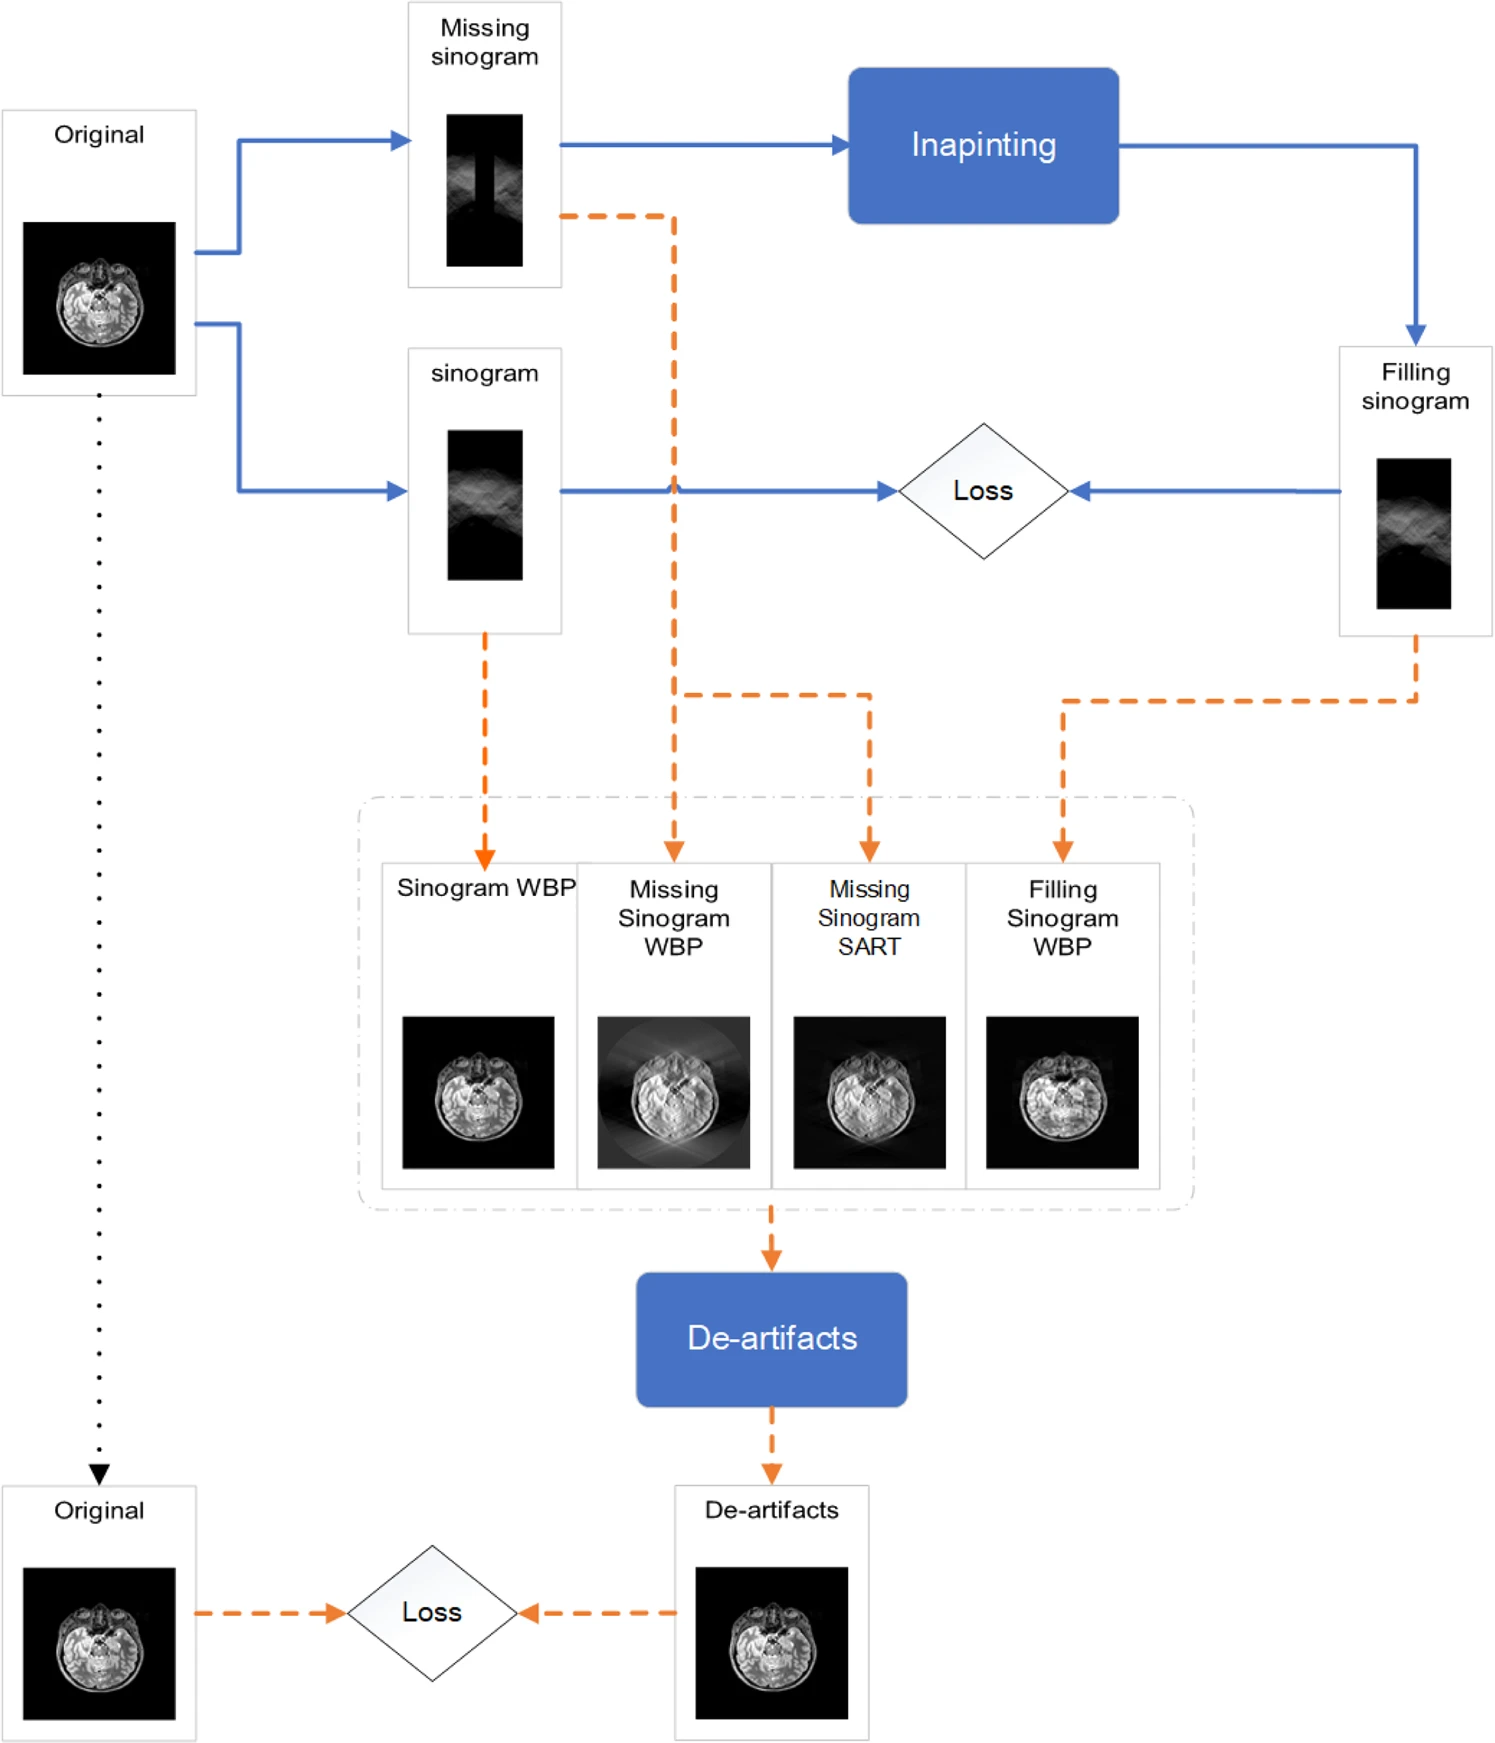 Missing
sinogram
Original
Inapinting
sinogram
Filling
sinogram
Loss
Sinogram WBP
Missing
Sinogram
WBP
Missing
Sinogram
SART
Filling
Sinogram
WBP
De-artifacts
Original
De-artifacts
Loss